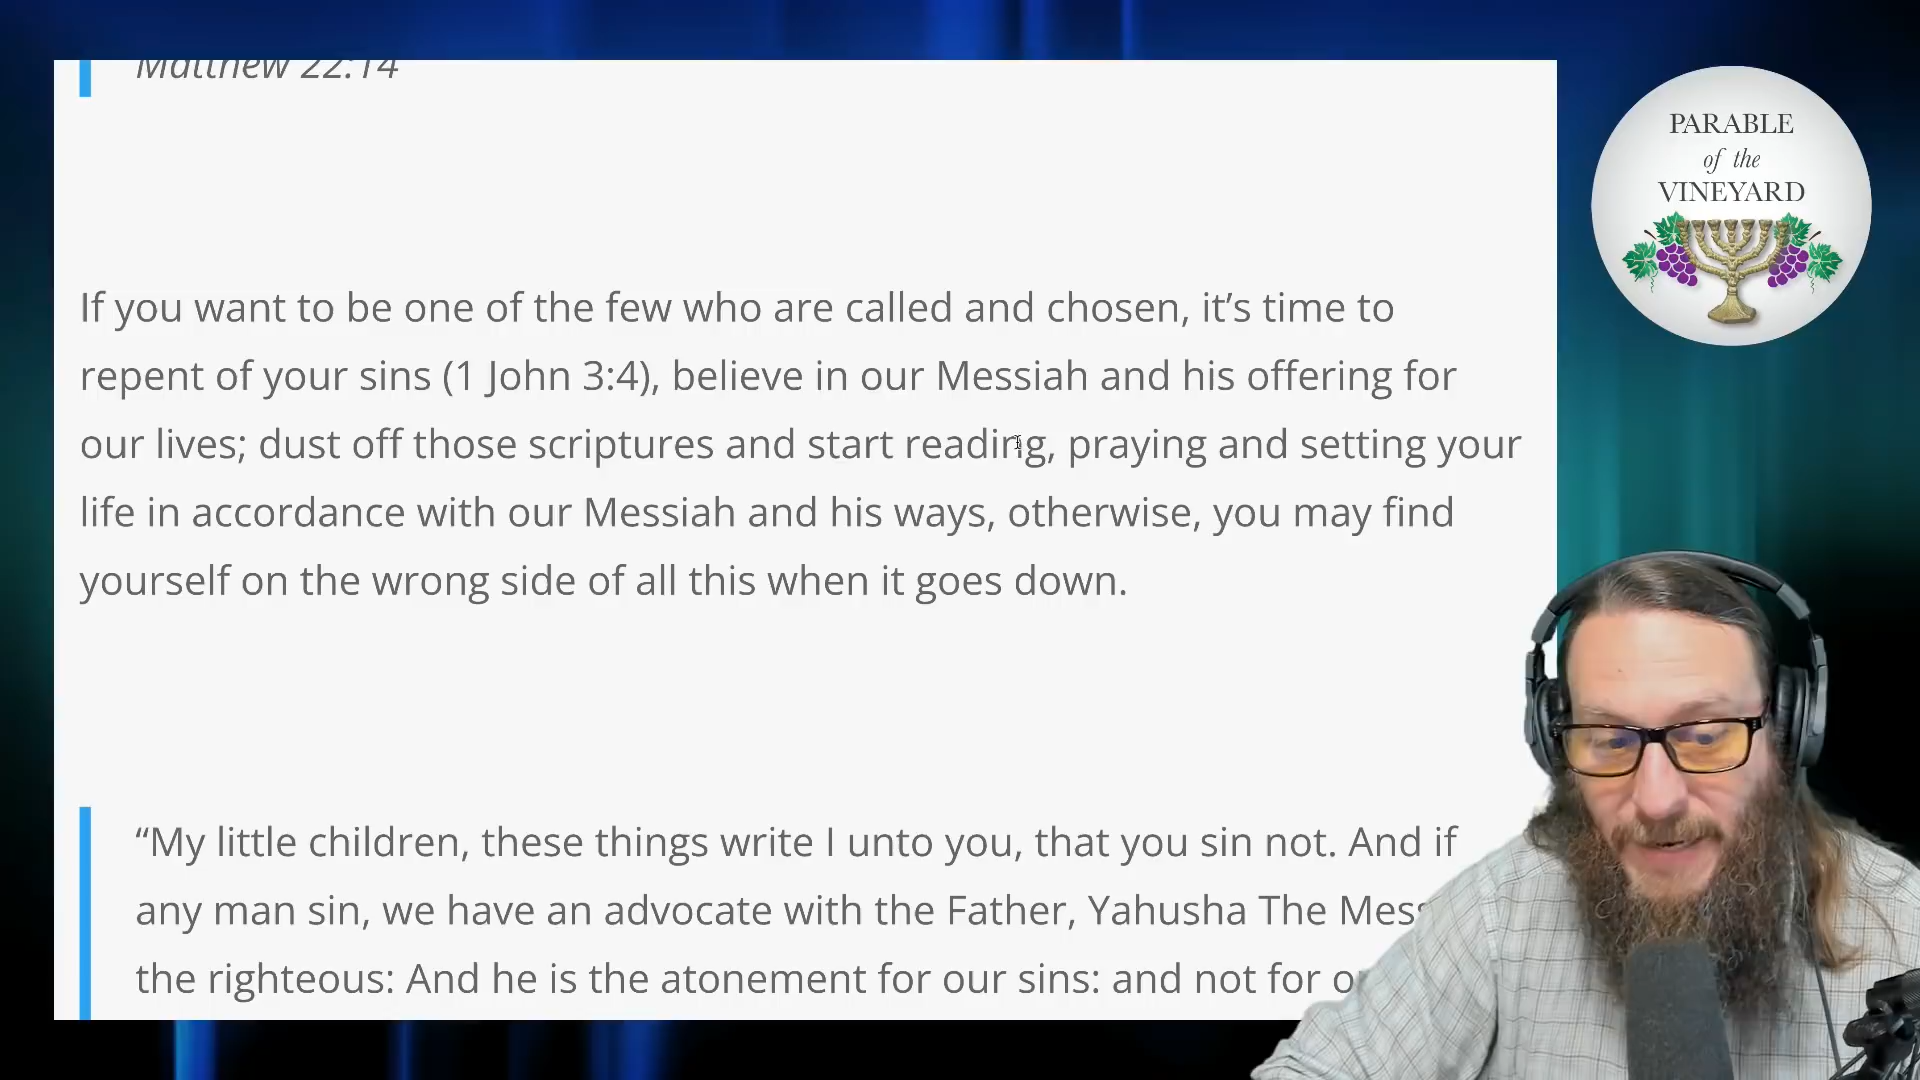 Matthew 22:14
PARABLE
of the
VINEYARD
If you want to be one of the few who are called and chosen, it’s time to
repent of your sins (1 John 3:4), believe in our Messiah and his offering for
our lives; dust off those scriptures and start reading, praying and setting your
life in accordance with our Messiah and his ways, otherwise, you may find
yourself on the wrong side of all this when it goes down.
“My little children, these things write I unto you, that you sin not. And if
any man sin, we have an advocate with the Father, Yahusha The
the righteous: And he is the atonement for our sins: and not for